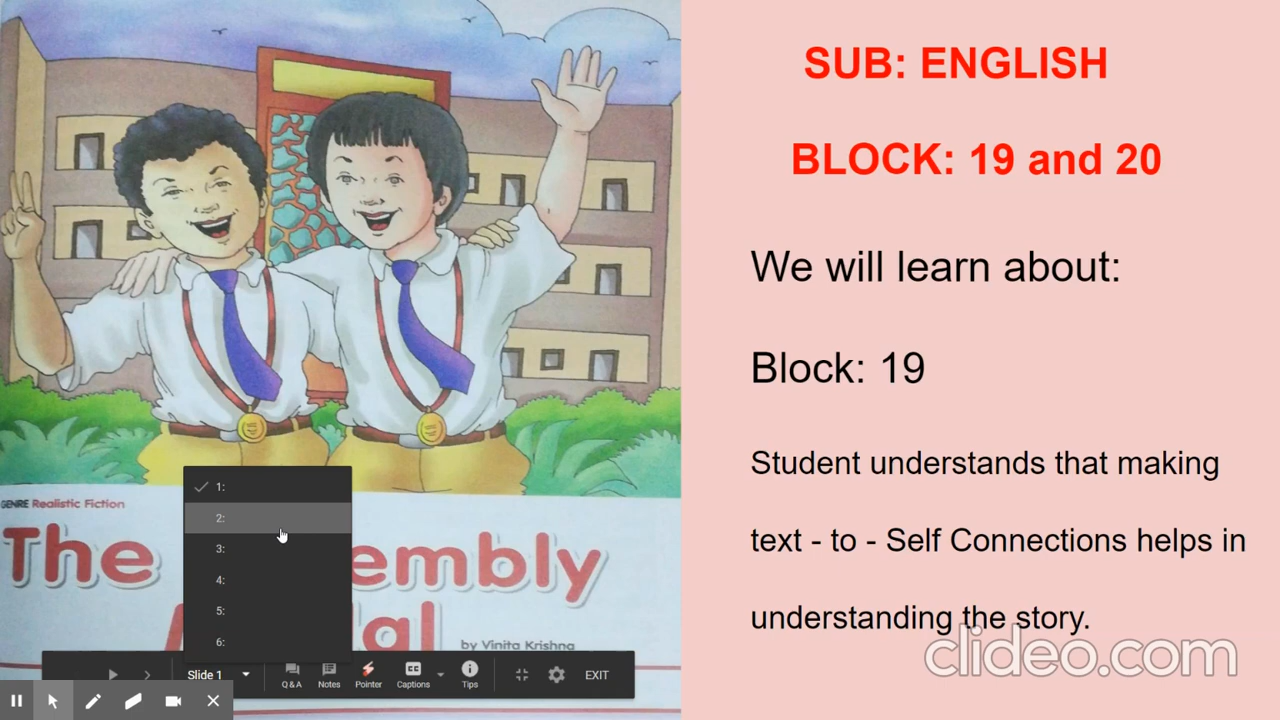 SUB: ENGLISH
BLOCK: 19 and 20
We will learn about:
Block: 19
Student understands that making
text - to - Self Connections helps in
understanding the story.
clideo.com
GENRE Realistic Fiction
The embly
al
by Vinita Krishna
1:
2:
3:
4:
5:
6:
Slide 1
Q & A
Notes
Pointer
CC
Captions
Tips
EXIT